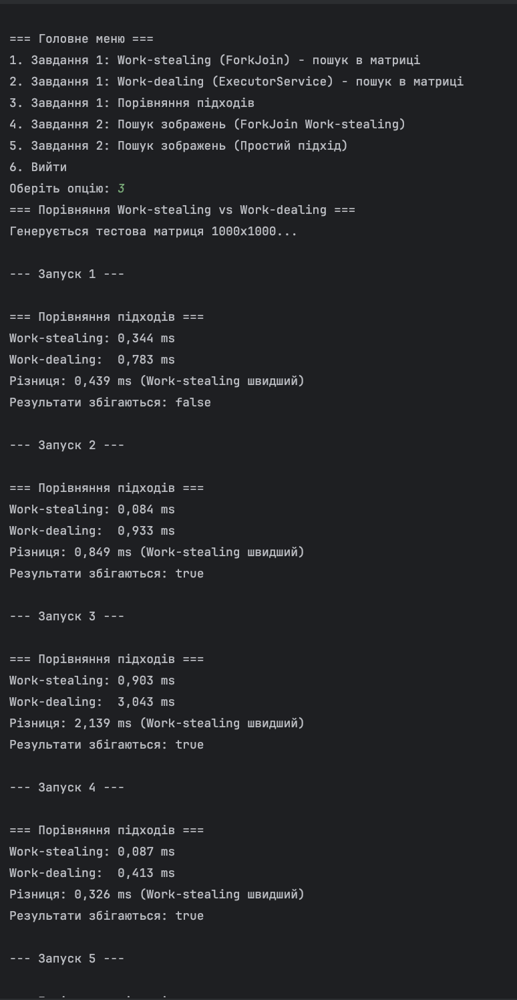 === Головне меню ===
1. Завдання 1: Work-stealing (ForkJoin) - пошук в матриці
2. Завдання 1: Work-dealing (ExecutorService) - пошук в матриці
3. Завдання 1: Порівняння підходів
4. Завдання 2: Пошук зображень (ForkJoin Work-stealing)
5. Завдання 2: Пошук зображень (Простий підхід)
6. Вийти
Оберіть опцію: 3
=== Порівняння Work-stealing vs Work-dealing ===
Генерується тестова матриця 1000x1000...
--- Запуск 1 ---
=== Порівняння підходів ===
Work-stealing: 0,344 ms
Work-dealing:  0,783 ms
Різниця: 0,439 ms (Work-stealing швидший)
Результати збігаються: false
--- Запуск 2 ---
=== Порівняння підходів ===
Work-stealing: 0,084 ms
Work-dealing:  0,933 ms
Різниця: 0,849 ms (Work-stealing швидший)
Результати збігаються: true
--- Запуск 3 ---
=== Порівняння підходів ===
Work-stealing: 0,903 ms
Work-dealing:  3,043 ms
Різниця: 2,139 ms (Work-stealing швидший)
Результати збігаються: true
--- Запуск 4 ---
=== Порівняння підходів ===
Work-stealing: 0,087 ms
Work-dealing:  0,413 ms
Різниця: 0,326 ms (Work-stealing швидший)
Результати збігаються: true
--- Запуск 5 ---